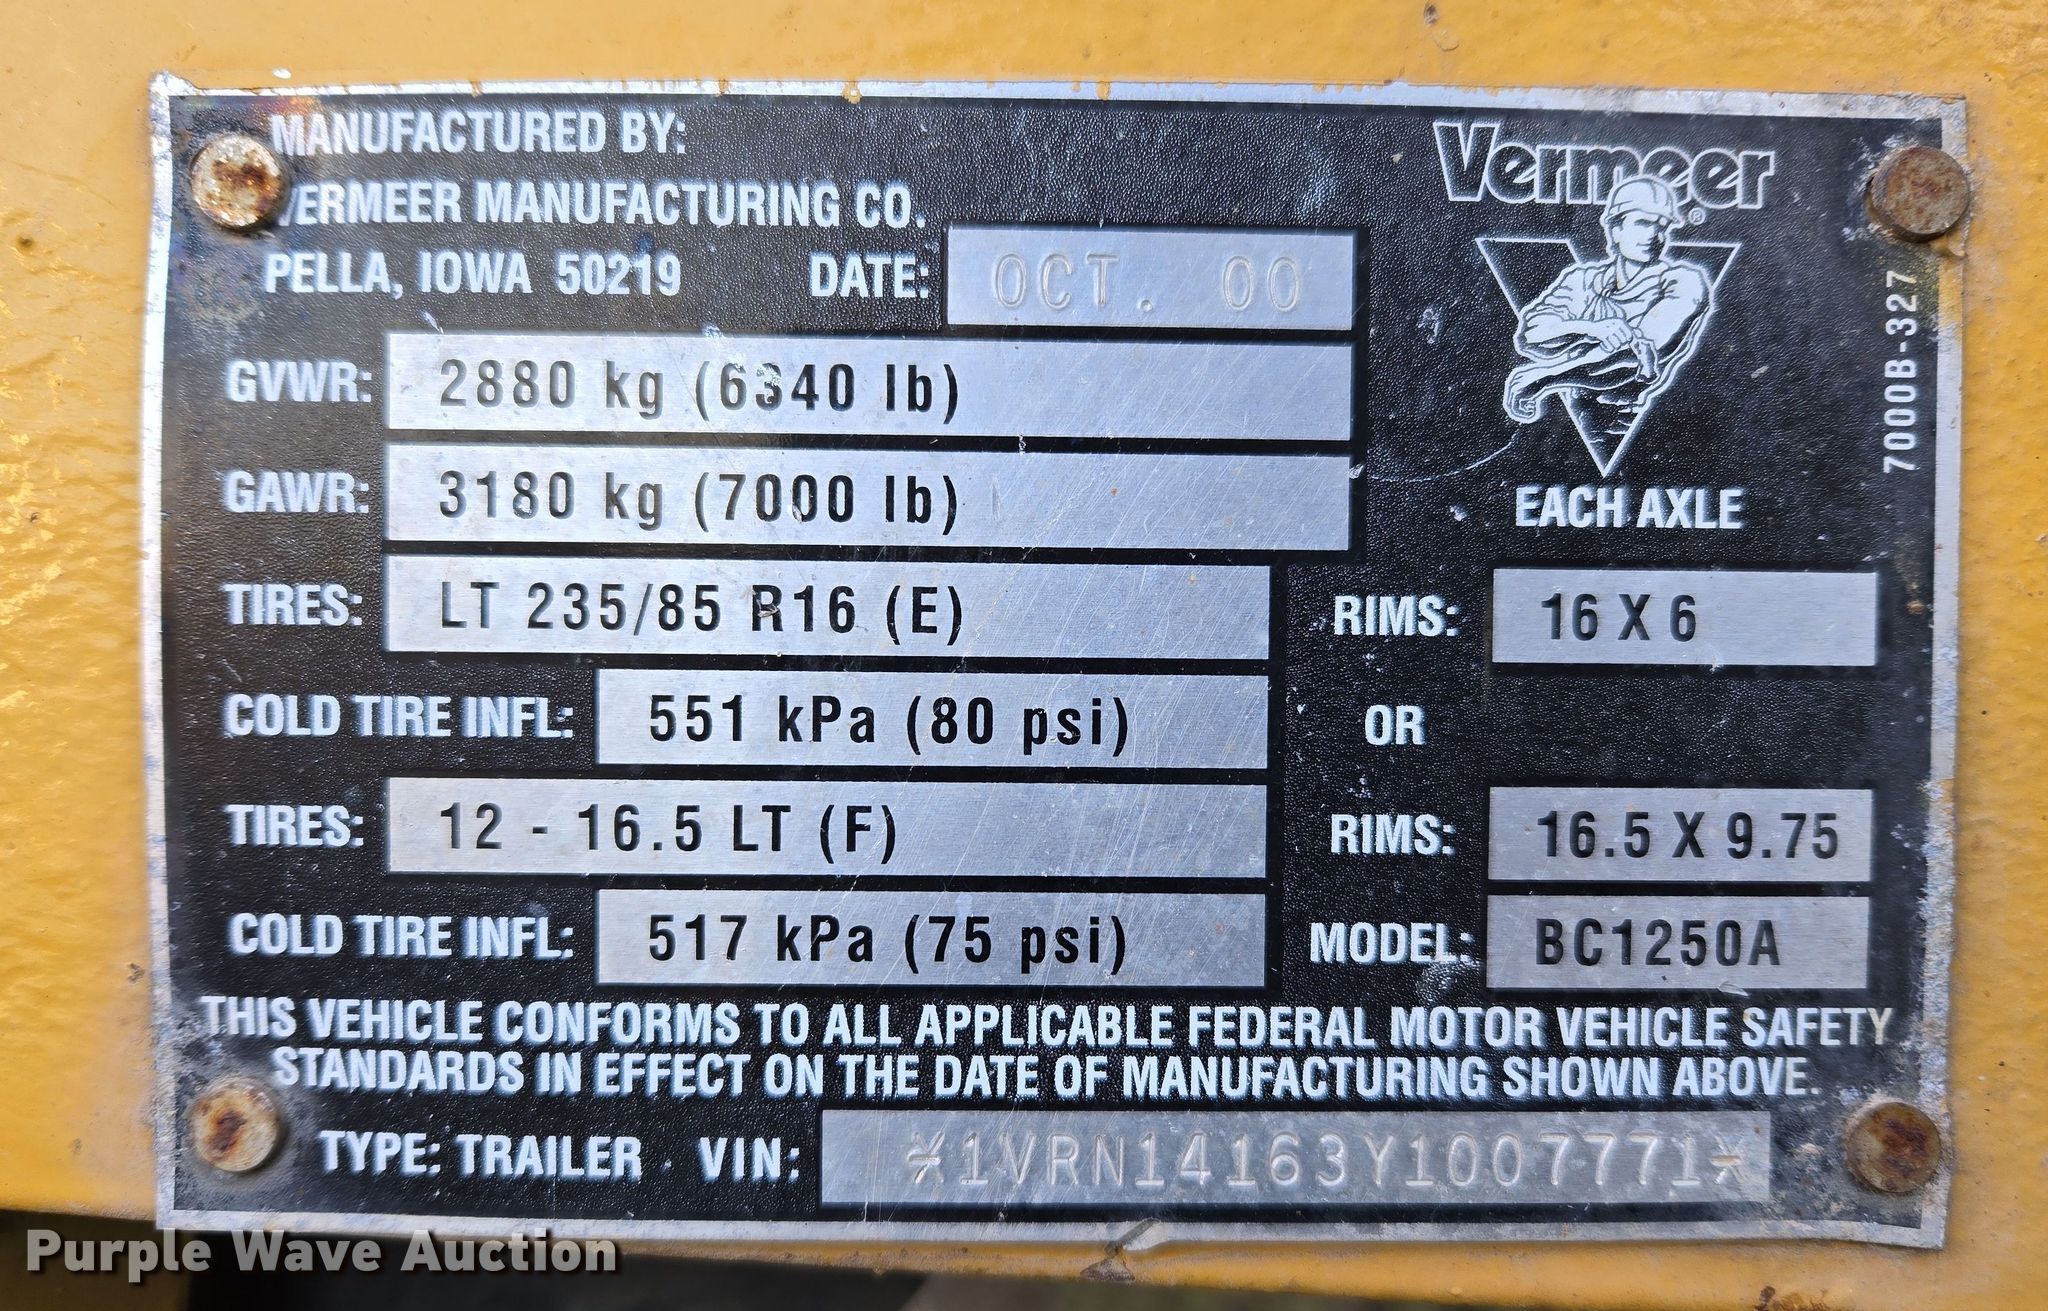 MANUFACTURED BY:
VERMEER MANUFACTURING CO.
PELLA, IOWA 50219 DATE: OCT. 00
Vermeer ®
7000B-327
GVWR: 2880 kg (6340 lb)
GAWR: 3180 kg (7000 lb) EACH AXLE
TIRES: LT 235/85 R16 (E) RIMS: 16 X 6
COLD TIRE INFL: 551 kPa (80 psi) OR
TIRES: 12 - 16.5 LT (F) RIMS: 16.5 X 9.75
COLD TIRE INFL: 517 kPa (75 psi) MODEL: BC1250A
THIS VEHICLE CONFORMS TO ALL APPLICABLE FEDERAL MOTOR VEHICLE SAFETY
STANDARDS IN EFFECT ON THE DATE OF MANUFACTURING SHOWN ABOVE.
TYPE: TRAILER VIN: *1VRN14163Y1007771*
Purple Wave Auction